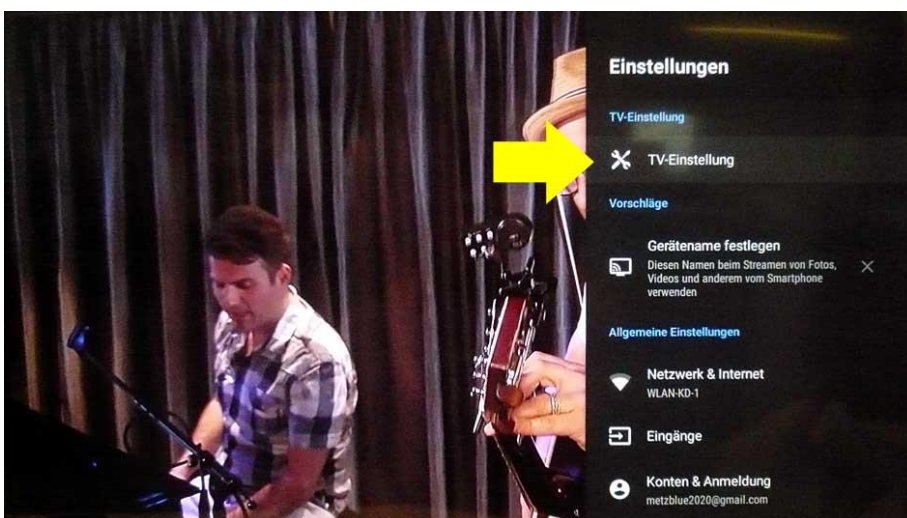 Einstellungen
TV-Einstellung
TV-Einstellung
Vorschläge
Gerätename festlegen
Diesen Namen beim Streamen von Fotos,
Videos und anderem vom Smartphone
verwenden
Allgemeine Einstellungen
Netzwerk & Internet
WLAN-KD-1
Eingänge
Konten & Anmeldung
metzblue2020@gmail.com